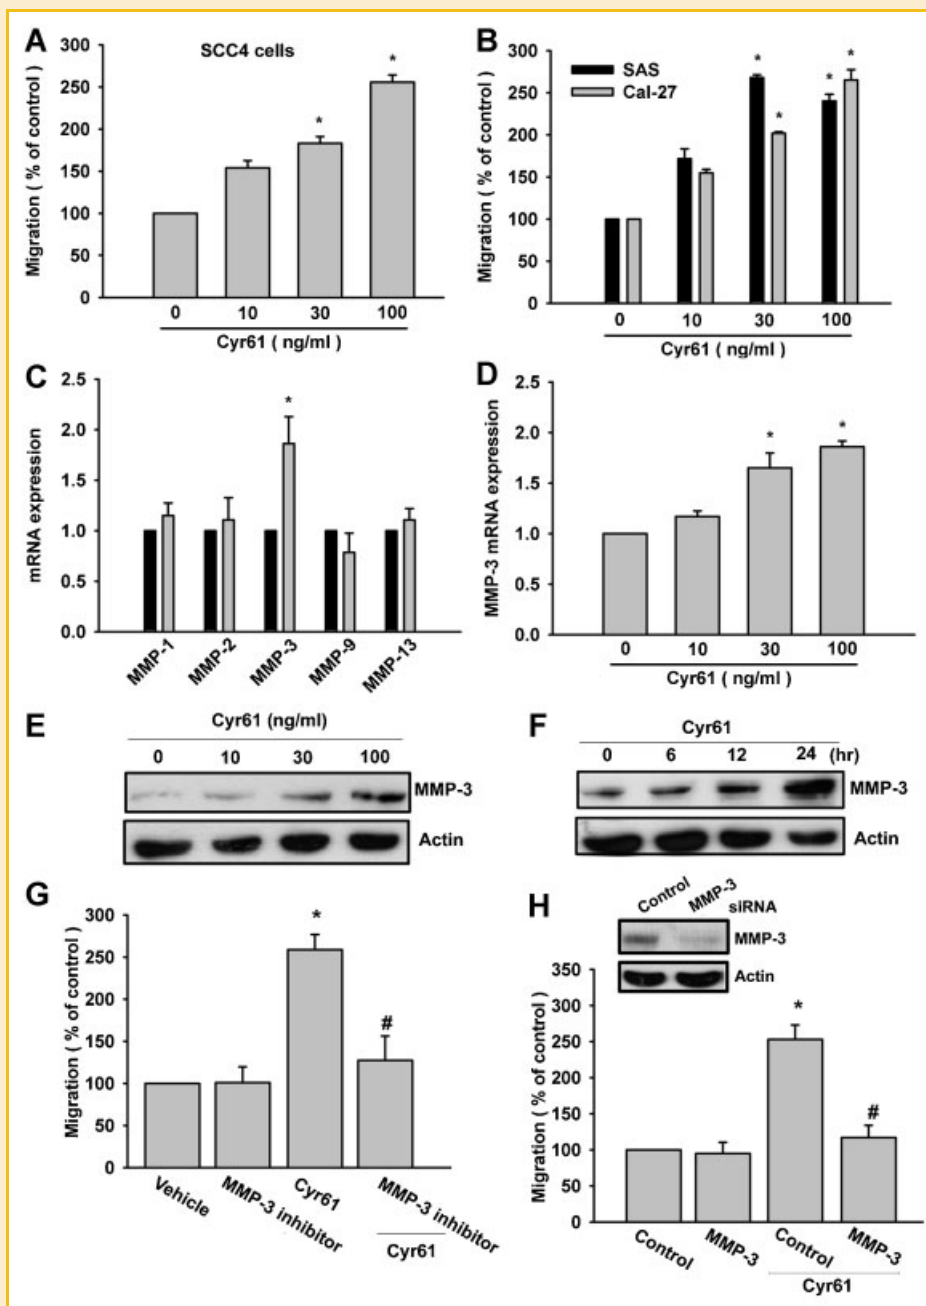 A
SCC4 cells
Migration ( % of control )
300
250
200
150
100
50
0
*
*
0 10 30 100
Cyr61 ( ng/ml )
B
SAS
Cal-27
Migration ( % of control )
300
250
200
150
100
50
0
*
*
*
*
0 10 30 100
Cyr61 ( ng/ml )
C
mRNA expression
2.5
2.0
1.5
1.0
0.5
0.0
*
MMP-1 MMP-2 MMP-3 MMP-9 MMP-13
D
MMP-3 mRNA expression
2.5
2.0
1.5
1.0
0.5
0.0
*
*
0 10 30 100
Cyr61 ( ng/ml )
E
Cyr61 (ng/ml)
0 10 30 100
MMP-3
Actin
F
Cyr61
0 6 12 24 (hr)
MMP-3
Actin
G
Migration ( % of control )
300
250
200
150
100
50
0
*
#
Vehicle MMP-3 inhibitor Cyr61 MMP-3 inhibitor
Cyr61
H
Control MMP-3 siRNA
MMP-3
Actin
Migration ( % of control )
350
300
250
200
150
100
50
0
*
#
Control MMP-3 Control MMP-3
Cyr61